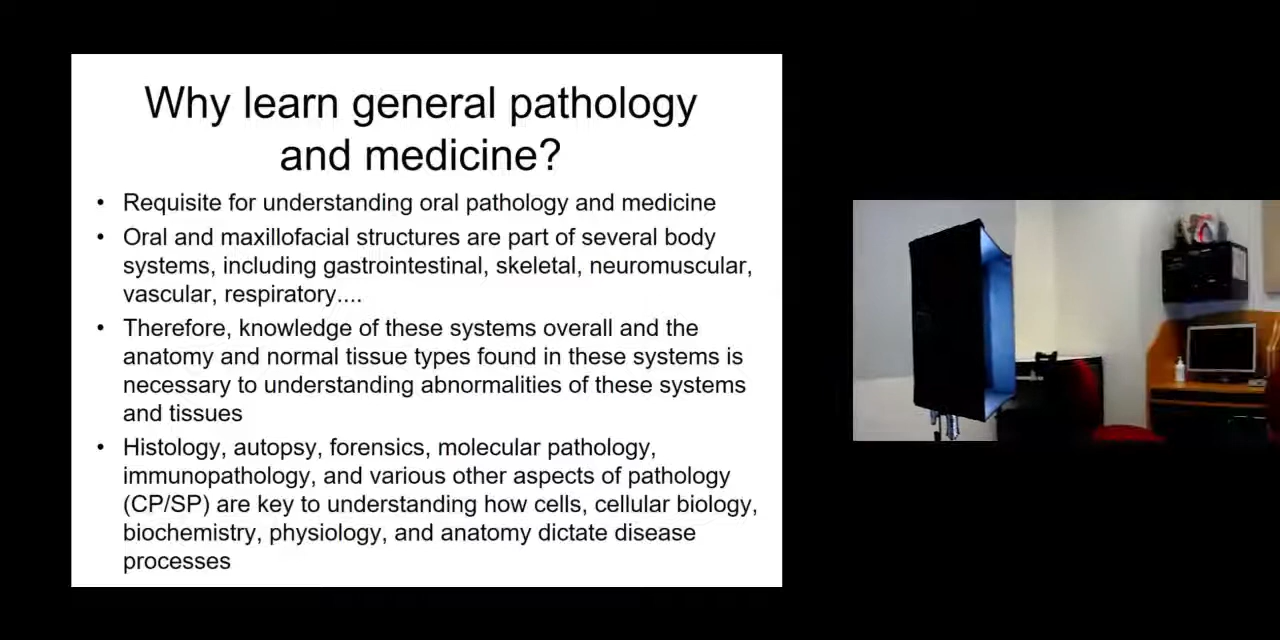 Why learn general pathology
and medicine?
• Requisite for understanding oral pathology and medicine
• Oral and maxillofacial structures are part of several body
systems, including gastrointestinal, skeletal, neuromuscular,
vascular, respiratory....
• Therefore, knowledge of these systems overall and the
anatomy and normal tissue types found in these systems is
necessary to understanding abnormalities of these systems
and tissues
• Histology, autopsy, forensics, molecular pathology,
immunopathology, and various other aspects of pathology
(CP/SP) are key to understanding how cells, cellular biology,
biochemistry, physiology, and anatomy dictate disease
processes